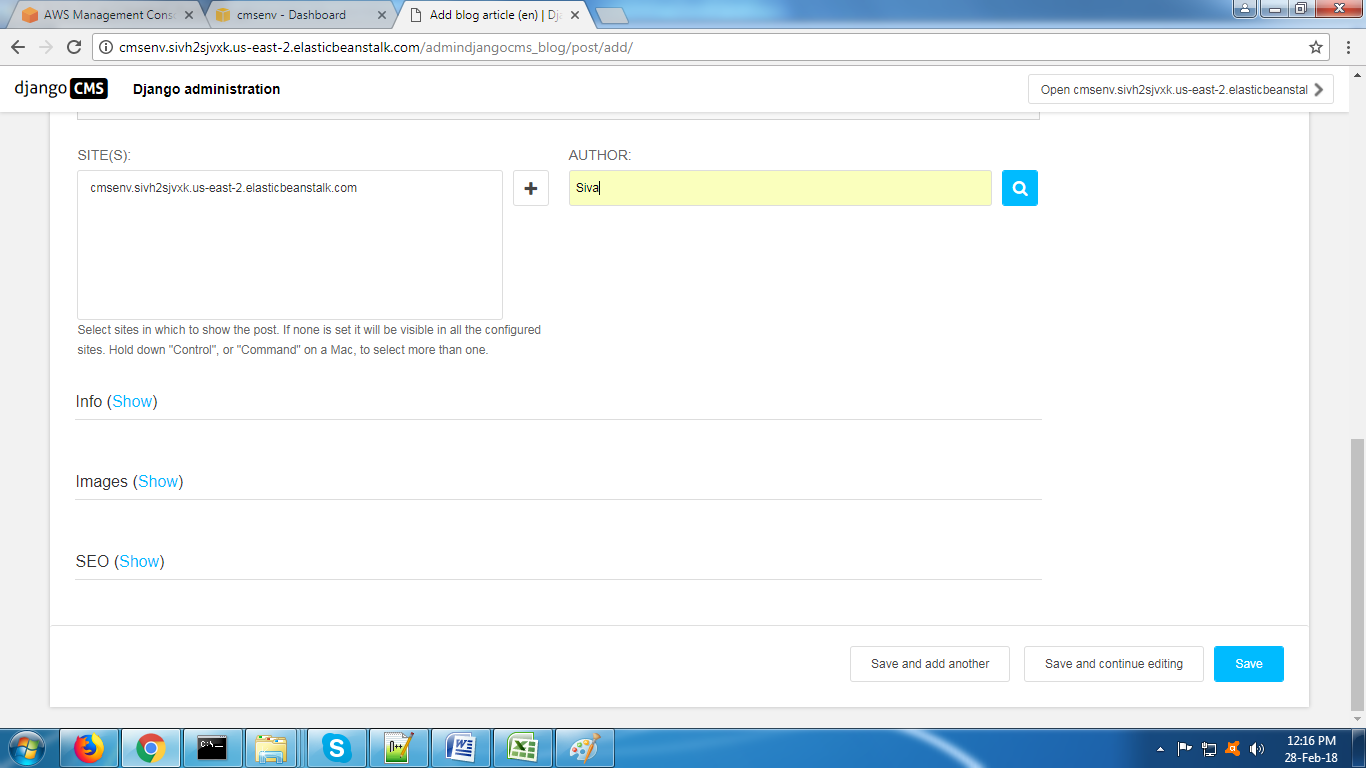 AWS Management Cons
cmsenv - Dashboard
Add blog article (en) | Dj
cmsenv.sivh2sjvxk.us-east-2.elasticbeanstalk.com/admindjangocms_blog/post/add/
django CMS
Django administration
Open cmsenv.sivh2sjvxk.us-east-2.elasticbeanstal
SITE(S):
AUTHOR:
cmsenv.sivh2sjvxk.us-east-2.elasticbeanstalk.com
Siva
Select sites in which to show the post. If none is set it will be visible in all the configured
sites. Hold down "Control", or "Command" on a Mac, to select more than one.
Info (Show)
Images (Show)
SEO (Show)
Save and add another
Save and continue editing
Save
12:16 PM
28-Feb-18